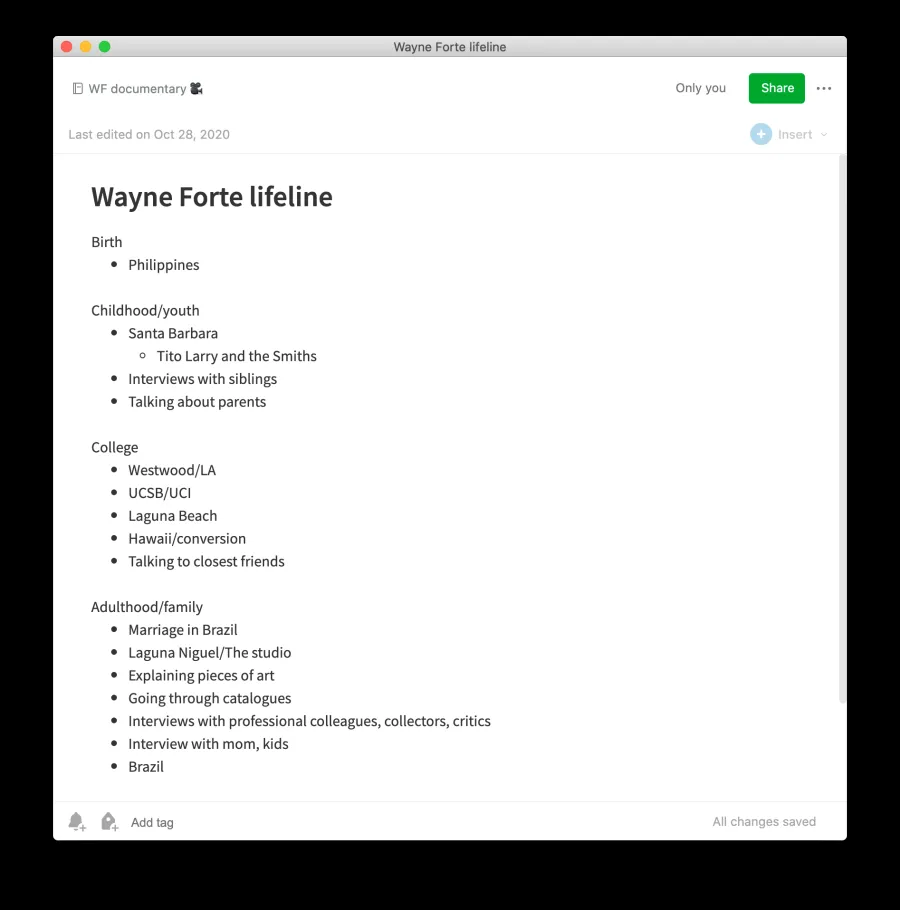 Wayne Forte lifeline
WF documentary 🎥
Only you
Share
Last edited on Oct 28, 2020
Insert
Wayne Forte lifeline
Birth
• Philippines
Childhood/youth
• Santa Barbara
◦ Tito Larry and the Smiths
• Interviews with siblings
• Talking about parents
College
• Westwood/LA
• UCSB/UCI
• Laguna Beach
• Hawaii/conversion
• Talking to closest friends
Adulthood/family
• Marriage in Brazil
• Laguna Niguel/The studio
• Explaining pieces of art
• Going through catalogues
• Interviews with professional colleagues, collectors, critics
• Interview with mom, kids
• Brazil
Add tag
All changes saved